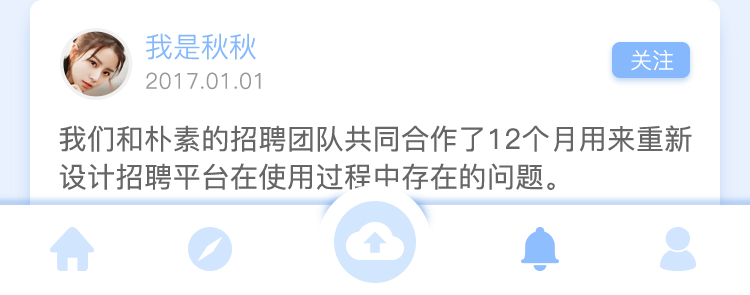 我是秋秋
2017.01.01
关注
我们和朴素的招聘团队共同合作了12个月用来重新
设计招聘平台在使用过程中存在的问题。